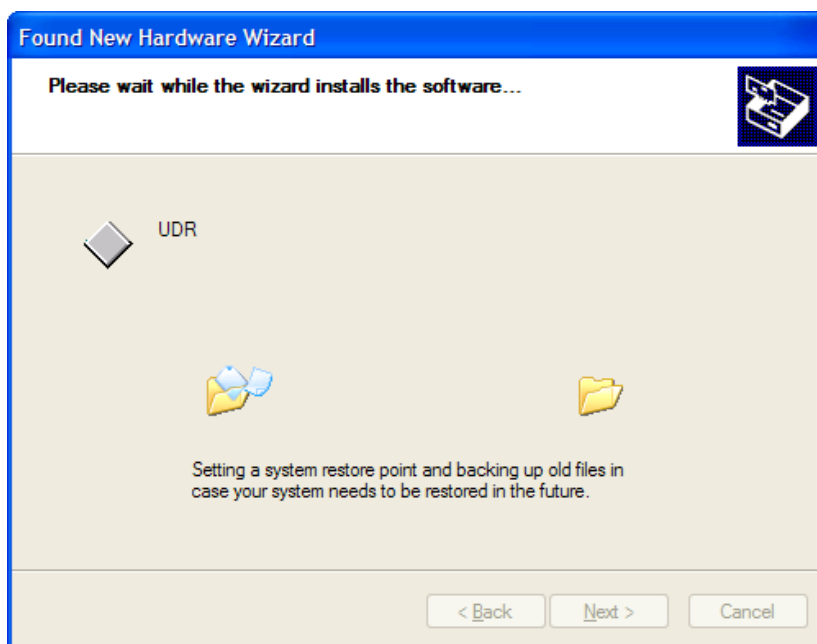 Found New Hardware Wizard
Please wait while the wizard installs the software...
UDR
Setting a system restore point and backing up old files in
case your system needs to be restored in the future.
< Back
Next >
Cancel